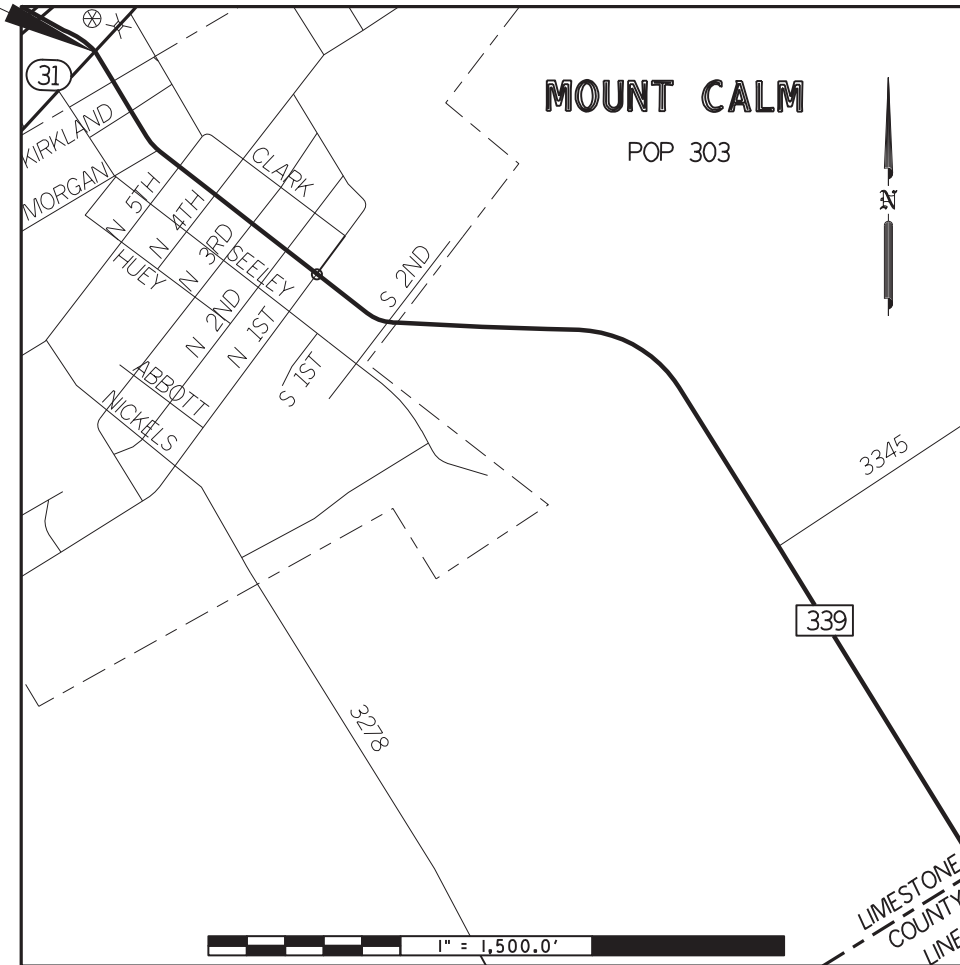 MOUNT CALM
POP 303
N
31
KIRKLAND
MORGAN
CLARK
N 5TH
N 4TH
N 3RD
SEELEY
HUEY
N 2ND
N 1ST
S 2ND
S 1ST
ABBOTT
NICKELS
3345
339
3278
LIMESTONE
COUNTY
LINE
1" = 1,500.0'